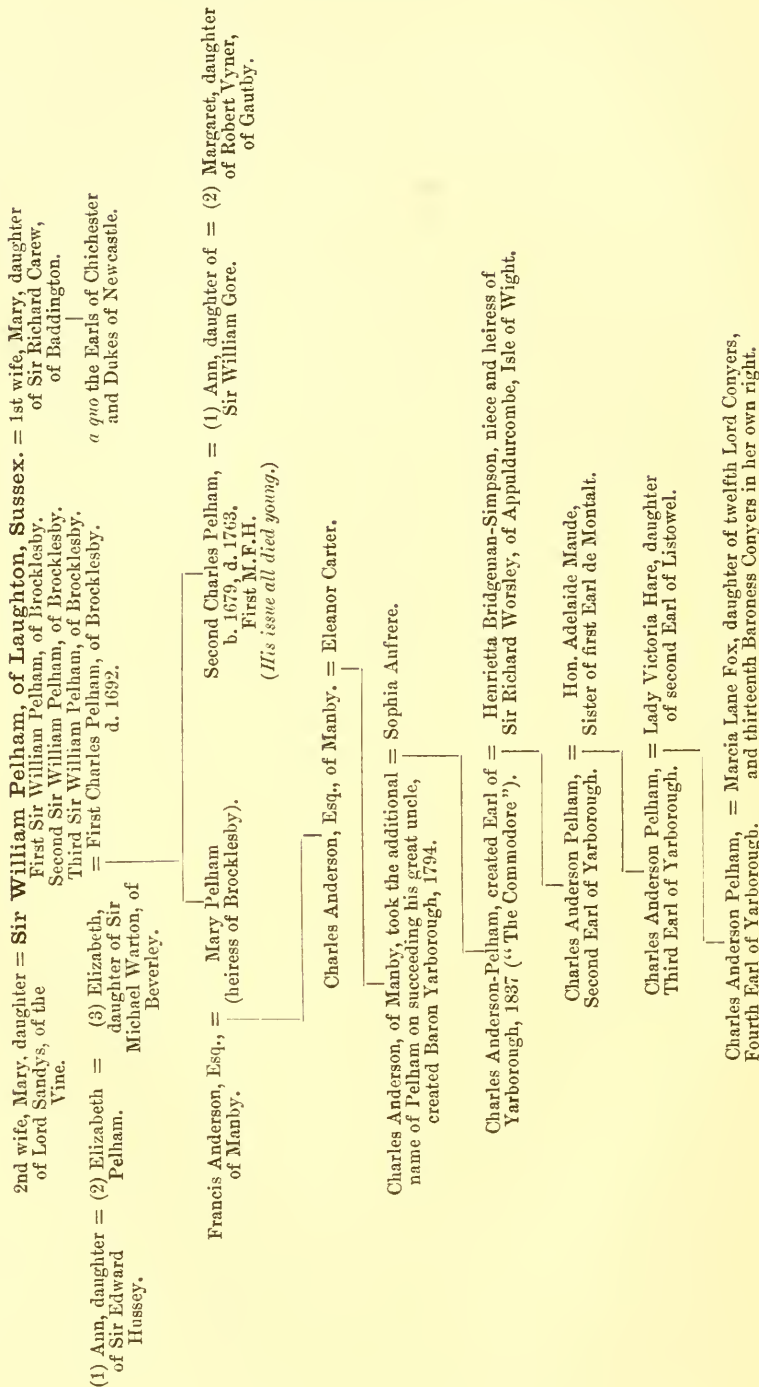 2nd wife, Mary, daughter = Sir William Pelham, of Laughton, Sussex. = 1st wife, Mary, daughter
of Lord Sandys, of the
Vine.
of Sir Richard Carew,
of Baddington.
First Sir William Pelham, of Brocklesby.
Second Sir William Pelham, of Brocklesby.
Third Sir William Pelham, of Brocklesby.
a quo the Earls of Chichester
and Dukes of Newcastle.
(1) Ann, daughter = (2) Elizabeth = (3) Elizabeth, = First Charles Pelham, of Brocklesby.
of Sir Edward
Hussey.
Pelham.
daughter of Sir
Michael Warton, of
Beverley.
d. 1692.
Francis Anderson, Esq., = Mary Pelham
of Manby.
(heiress of Brocklesby).
Second Charles Pelham, = (1) Ann, daughter of = (2) Margaret, daughter
b. 1679, d. 1763.
First M.F.H.
(His issue all died young.)
Sir William Gore.
of Robert Vyner,
of Gautby.
Charles Anderson, Esq., of Manby. = Eleanor Carter.
Charles Anderson, of Manby, took the additional = Sophia Aufrere.
name of Pelham on succeeding his great uncle,
created Baron Yarborough, 1794.
Charles Anderson-Pelham, created Earl of = Henrietta Bridgeman-Simpson, niece and heiress of
Yarborough, 1837 (“The Commodore”).
Sir Richard Worsley, of Appuldurcombe, Isle of Wight.
Charles Anderson Pelham, = Hon. Adelaide Maude,
Second Earl of Yarborough.
Sister of first Earl de Montalt.
Charles Anderson Pelham, = Lady Victoria Hare, daughter
Third Earl of Yarborough.
of second Earl of Listowel.
Charles Anderson Pelham, = Marcia Lane Fox, daughter of twelfth Lord Conyers,
Fourth Earl of Yarborough.
and thirteenth Baroness Conyers in her own right.